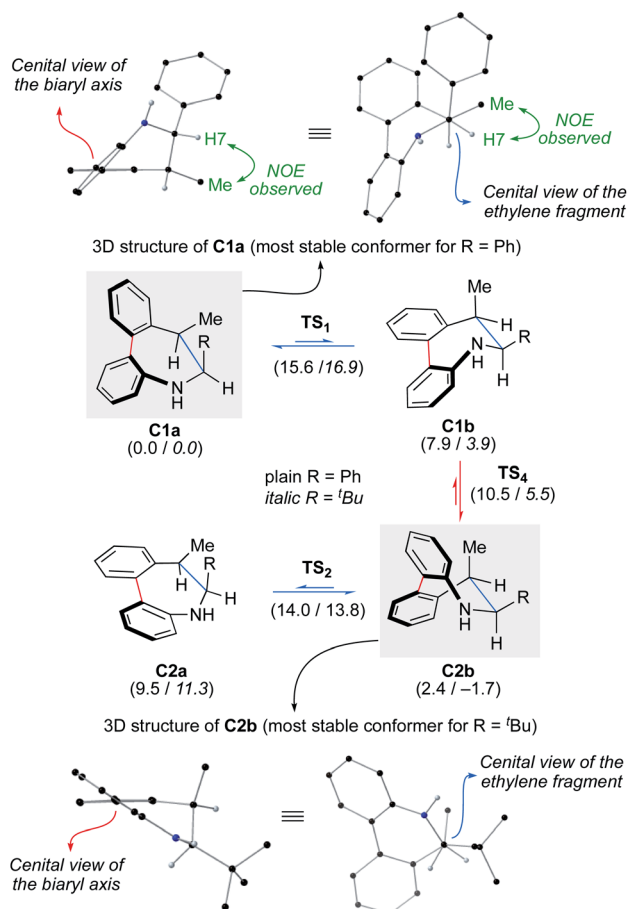 Cenital view of
the biaryl axis
H7
NOE
observed
Me
Me
H7
NOE
observed
Cenital view of the
ethylene fragment
3D structure of C1a (most stable conformer for R = Ph)
Me
R
H
N
H
H
C1a
(0.0 / 0.0)
TS1
(15.6 /16.9)
Me
H
R
NH
H
C1b
(7.9 / 3.9)
plain R = Ph
italic R = tBu
TS4
(10.5 / 5.5)
Me
R
H
H
NH
C2a
(9.5 / 11.3)
TS2
(14.0 / 13.8)
Me
H
R
N
H
H
C2b
(2.4 / –1.7)
3D structure of C2b (most stable conformer for R = tBu)
Cenital view of the
ethylene fragment
Cenital view of
the biaryl axis